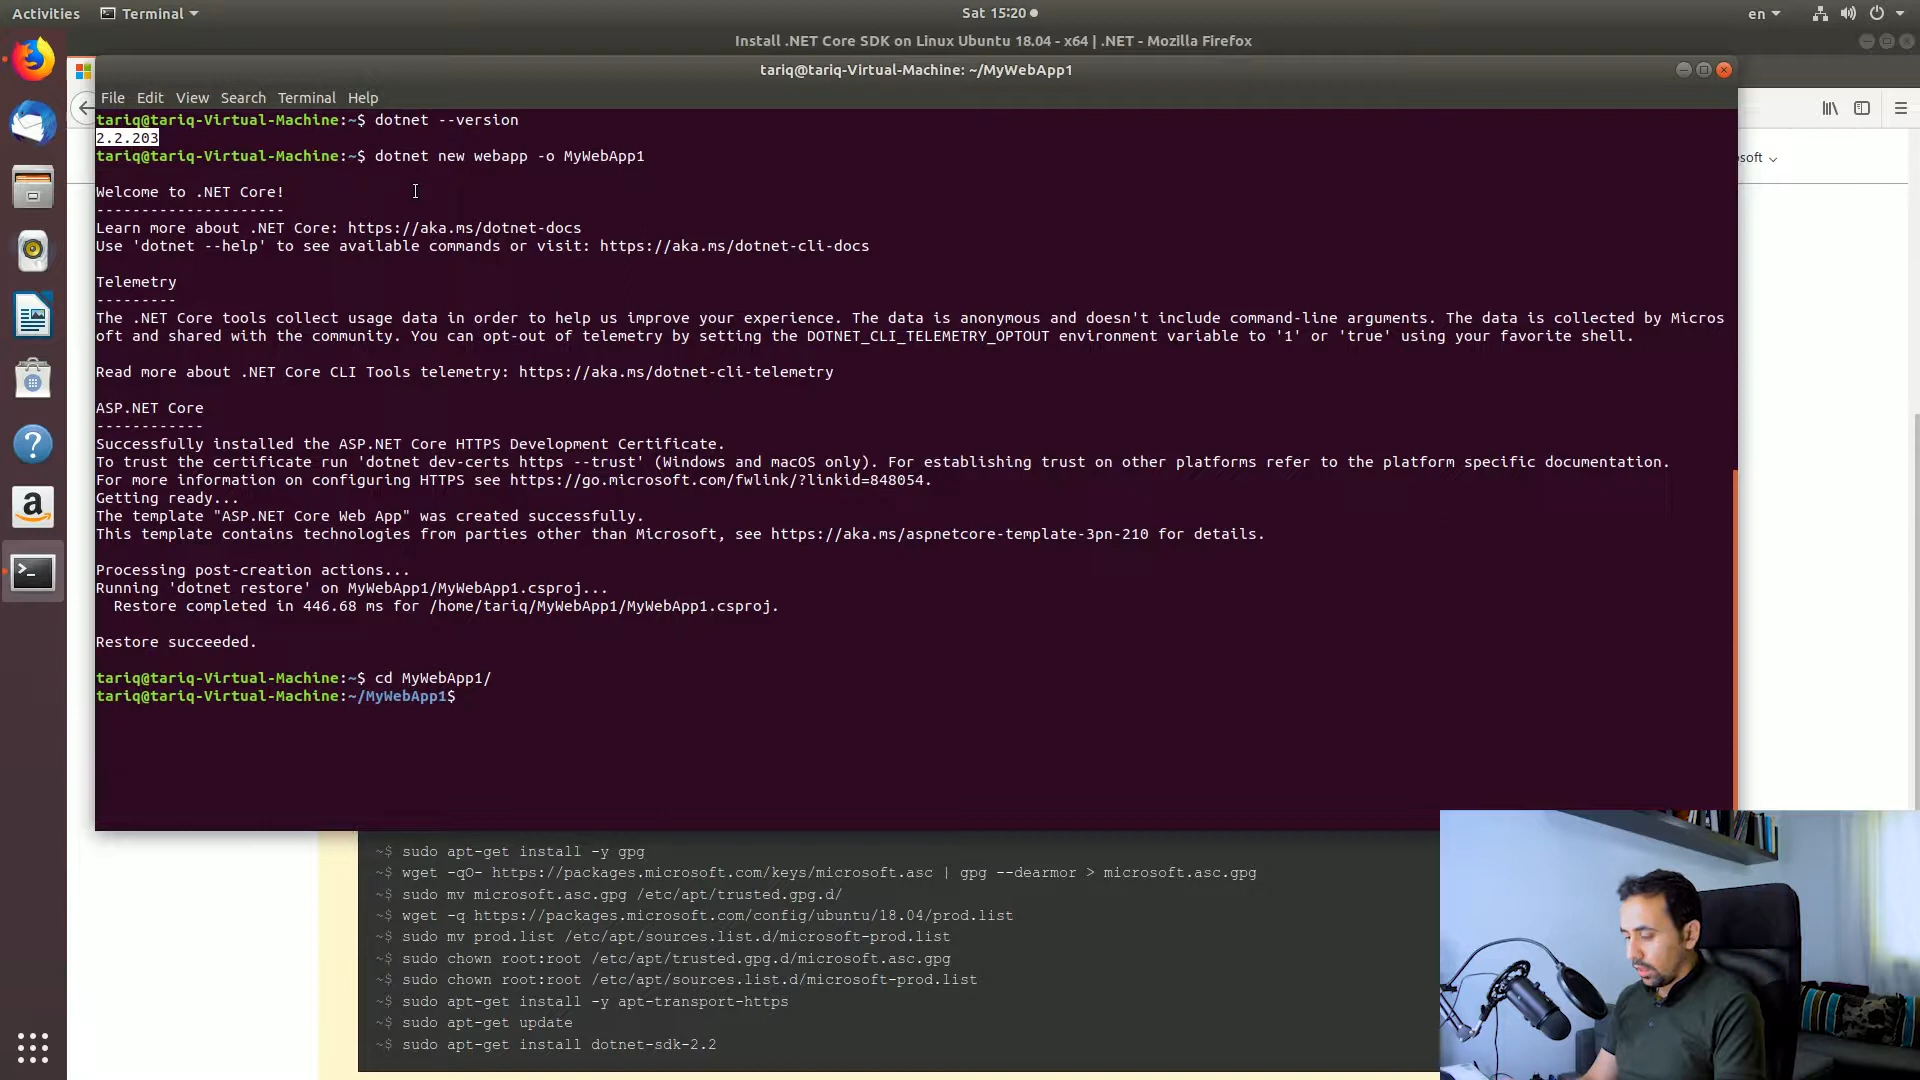 Activities
Terminal
Sat 15:20
en
Install .NET Core SDK on Linux Ubuntu 18.04 - x64 | .NET - Mozilla Firefox
tariq@tariq-Virtual-Machine: ~/MyWebApp1
File Edit View Search Terminal Help
tariq@tariq-Virtual-Machine:~$ dotnet --version
2.2.203
tariq@tariq-Virtual-Machine:~$ dotnet new webapp -o MyWebApp1
soft
Welcome to .NET Core!
---------------------
Learn more about .NET Core: https://aka.ms/dotnet-docs
Use 'dotnet --help' to see available commands or visit: https://aka.ms/dotnet-cli-docs
Telemetry
---------
The .NET Core tools collect usage data in order to help us improve your experience. The data is anonymous and doesn't include command-line arguments. The data is collected by Micros
oft and shared with the community. You can opt-out of telemetry by setting the DOTNET_CLI_TELEMETRY_OPTOUT environment variable to '1' or 'true' using your favorite shell.
Read more about .NET Core CLI Tools telemetry: https://aka.ms/dotnet-cli-telemetry
ASP.NET Core
------------
Successfully installed the ASP.NET Core HTTPS Development Certificate.
To trust the certificate run 'dotnet dev-certs https --trust' (Windows and macOS only). For establishing trust on other platforms refer to the platform specific documentation.
For more information on configuring HTTPS see https://go.microsoft.com/fwlink/?linkid=848054.
Getting ready...
The template "ASP.NET Core Web App" was created successfully.
This template contains technologies from parties other than Microsoft, see https://aka.ms/aspnetcore-template-3pn-210 for details.
Processing post-creation actions...
Running 'dotnet restore' on MyWebApp1/MyWebApp1.csproj...
Restore completed in 446.68 ms for /home/tariq/MyWebApp1/MyWebApp1.csproj.
Restore succeeded.
tariq@tariq-Virtual-Machine:~$ cd MyWebApp1/
tariq@tariq-Virtual-Machine:~/MyWebApp1$
~$ sudo apt-get install -y gpg
~$ wget -qO- https://packages.microsoft.com/keys/microsoft.asc | gpg --dearmor > microsoft.asc.gpg
~$ sudo mv microsoft.asc.gpg /etc/apt/trusted.gpg.d/
~$ wget -q https://packages.microsoft.com/config/ubuntu/18.04/prod.list
~$ sudo mv prod.list /etc/apt/sources.list.d/microsoft-prod.list
~$ sudo chown root:root /etc/apt/trusted.gpg.d/microsoft.asc.gpg
~$ sudo chown root:root /etc/apt/sources.list.d/microsoft-prod.list
~$ sudo apt-get install -y apt-transport-https
~$ sudo apt-get update
~$ sudo apt-get install dotnet-sdk-2.2